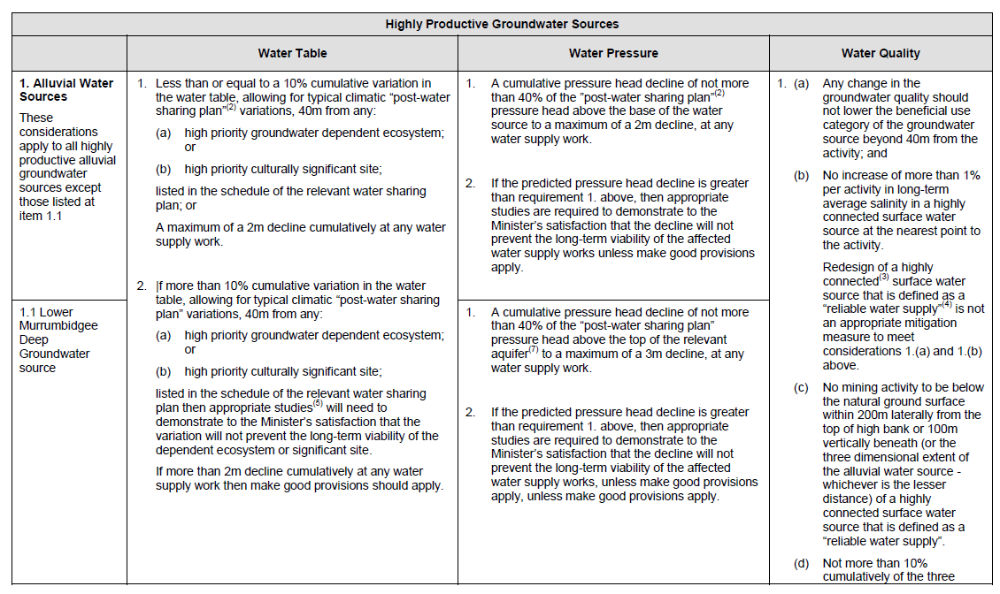 Highly Productive Groundwater Sources
Water Table
Water Pressure
Water Quality
1. Alluvial Water
Sources
These
considerations
apply to all highly
productive alluvial
groundwater
sources except
those listed at
item 1.1
1. Less than or equal to a 10% cumulative variation in
the water table, allowing for typical climatic “post-water
sharing plan”(2) variations, 40m from any:
(a) high priority groundwater dependent ecosystem;
or
(b) high priority culturally significant site;
listed in the schedule of the relevant water sharing
plan; or
A maximum of a 2m decline cumulatively at any water
supply work.
2. |f more than 10% cumulative variation in the water
table, allowing for typical climatic “post-water sharing
plan” variations, 40m from any:
(a) high priority groundwater dependent ecosystem;
or
(b) high priority culturally significant site;
listed in the schedule of the relevant water sharing
plan then appropriate studies(5) will need to
demonstrate to the Minister’s satisfaction that the
variation will not prevent the long-term viability of the
dependent ecosystem or significant site.
If more than 2m decline cumulatively at any water
supply work then make good provisions should apply.
1. A cumulative pressure head decline of not more
than 40% of the ”post-water sharing plan”(2)
pressure head above the base of the water
source to a maximum of a 2m decline, at any
water supply work.
2. If the predicted pressure head decline is greater
than requirement 1. above, then appropriate
studies are required to demonstrate to the
Minister’s satisfaction that the decline will not
prevent the long-term viability of the affected
water supply works unless make good provisions
apply.
1. (a) Any change in the
groundwater quality should
not lower the beneficial use
category of the groundwater
source beyond 40m from the
activity; and
(b) No increase of more than 1%
per activity in long-term
average salinity in a highly
connected surface water
source at the nearest point to
the activity.
Redesign of a highly
connected(3) surface water
source that is defined as a
“reliable water supply”(4) is not
an appropriate mitigation
measure to meet
considerations 1.(a) and 1.(b)
above.
(c) No mining activity to be below
the natural ground surface
within 200m laterally from the
top of high bank or 100m
vertically beneath (or the
three dimensional extent of
the alluvial water source -
whichever is the lesser
distance) of a highly
connected surface water
source that is defined as a
“reliable water supply”.
(d) Not more than 10%
cumulatively of the three
1.1 Lower
Murrumbidgee
Deep
Groundwater
source
1. A cumulative pressure head decline of not more
than 40% of the “post-water sharing plan”
pressure head above the top of the relevant
aquifer(7) to a maximum of a 3m decline, at any
water supply work.
2. If the predicted pressure head decline is greater
than requirement 1. above, then appropriate
studies are required to demonstrate to the
Minister’s satisfaction that the decline will not
prevent the long-term viability of the affected
water supply works, unless make good provisions
apply, unless make good provisions apply.